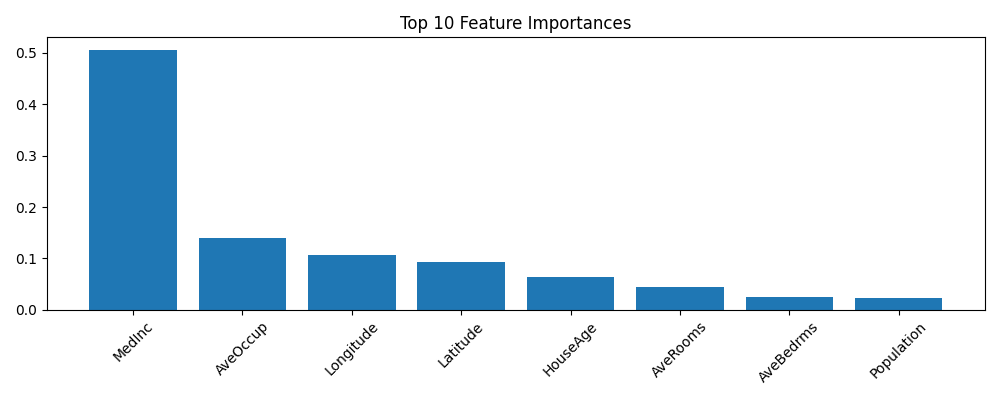 Top 10 Feature Importances
0.5
0.4
0.3
0.2
0.1
0.0
MedInc
AveOccup
Longitude
Latitude
HouseAge
AveRooms
AveBedrms
Population